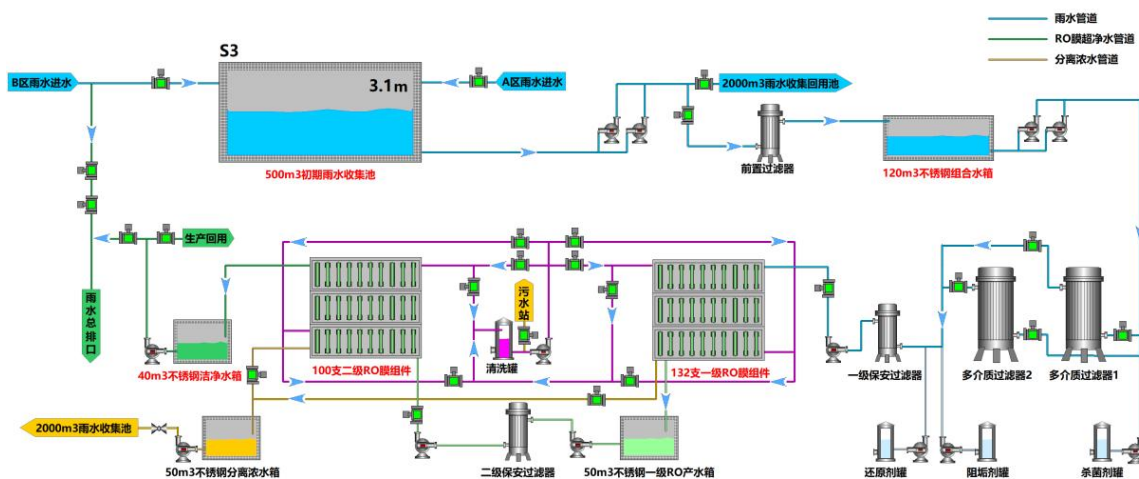 雨水管道
RO膜超净水管道
分离浓水管道
S3
B区雨水进水
3.1m
A区雨水进水
2000m3雨水收集回用池
500m3初期雨水收集池
前置过滤器
120m3不锈钢组合水箱
生产回用
雨水总排口
污水站
40m3不锈钢洁净水箱
100支二级RO膜组件
清洗罐
132支一级RO膜组件
一级保安过滤器
多介质过滤器2
多介质过滤器1
2000m3雨水收集池
50m3不锈钢分离浓水箱
二级保安过滤器
50m3不锈钢一级RO产水箱
还原剂罐
阻垢剂罐
杀菌剂罐